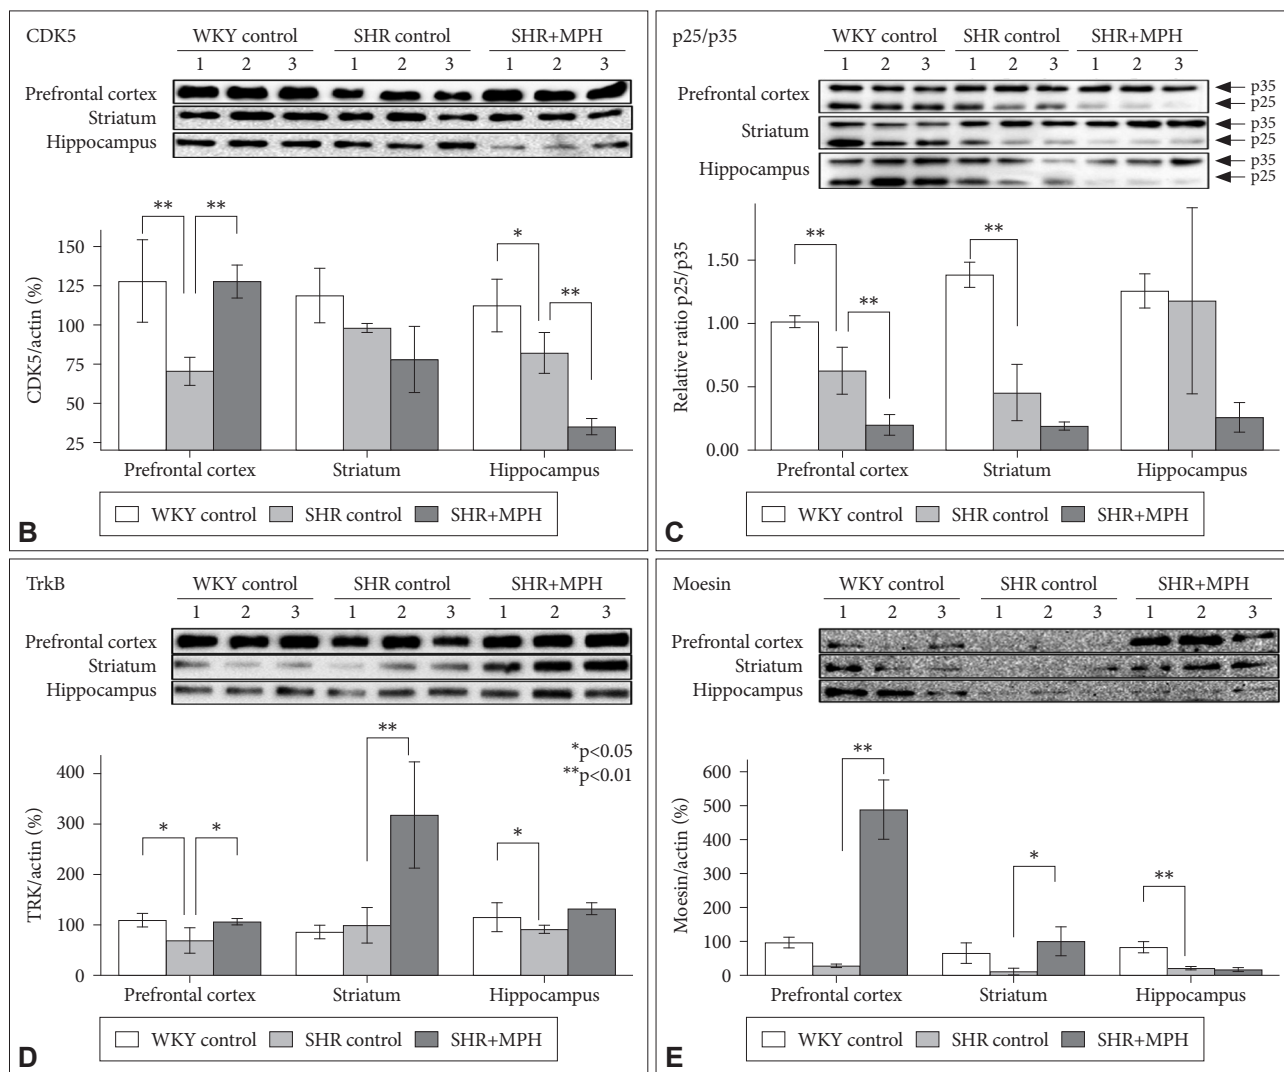 CDK5
WKY control SHR control SHR+MPH
1 2 3 1 2 3 1 2 3
Prefrontal cortex
Striatum
Hippocampus
** ** * **
150
125
100
75
50
25
CDK5/actin (%)
Prefrontal cortex Striatum Hippocampus
WKY control SHR control SHR+MPH
B
p25/p35
WKY control SHR control SHR+MPH
1 2 3 1 2 3 1 2 3
Prefrontal cortex p35
p25
Striatum p35
p25
Hippocampus p35
p25
** ** **
1.50
1.00
0.50
0.00
Relative ratio p25/p35
Prefrontal cortex Striatum Hippocampus
WKY control SHR control SHR+MPH
C
TrkB
WKY control SHR control SHR+MPH
1 2 3 1 2 3 1 2 3
Prefrontal cortex
Striatum
Hippocampus
*p<0.05
**p<0.01
* * ** *
400
300
200
100
0
TRK/actin (%)
Prefrontal cortex Striatum Hippocampus
WKY control SHR control SHR+MPH
D
Moesin
WKY control SHR control SHR+MPH
1 2 3 1 2 3 1 2 3
Prefrontal cortex
Striatum
Hippocampus
** * **
600
500
400
300
200
100
0
Moesin/actin (%)
Prefrontal cortex Striatum Hippocampus
WKY control SHR control SHR+MPH
E